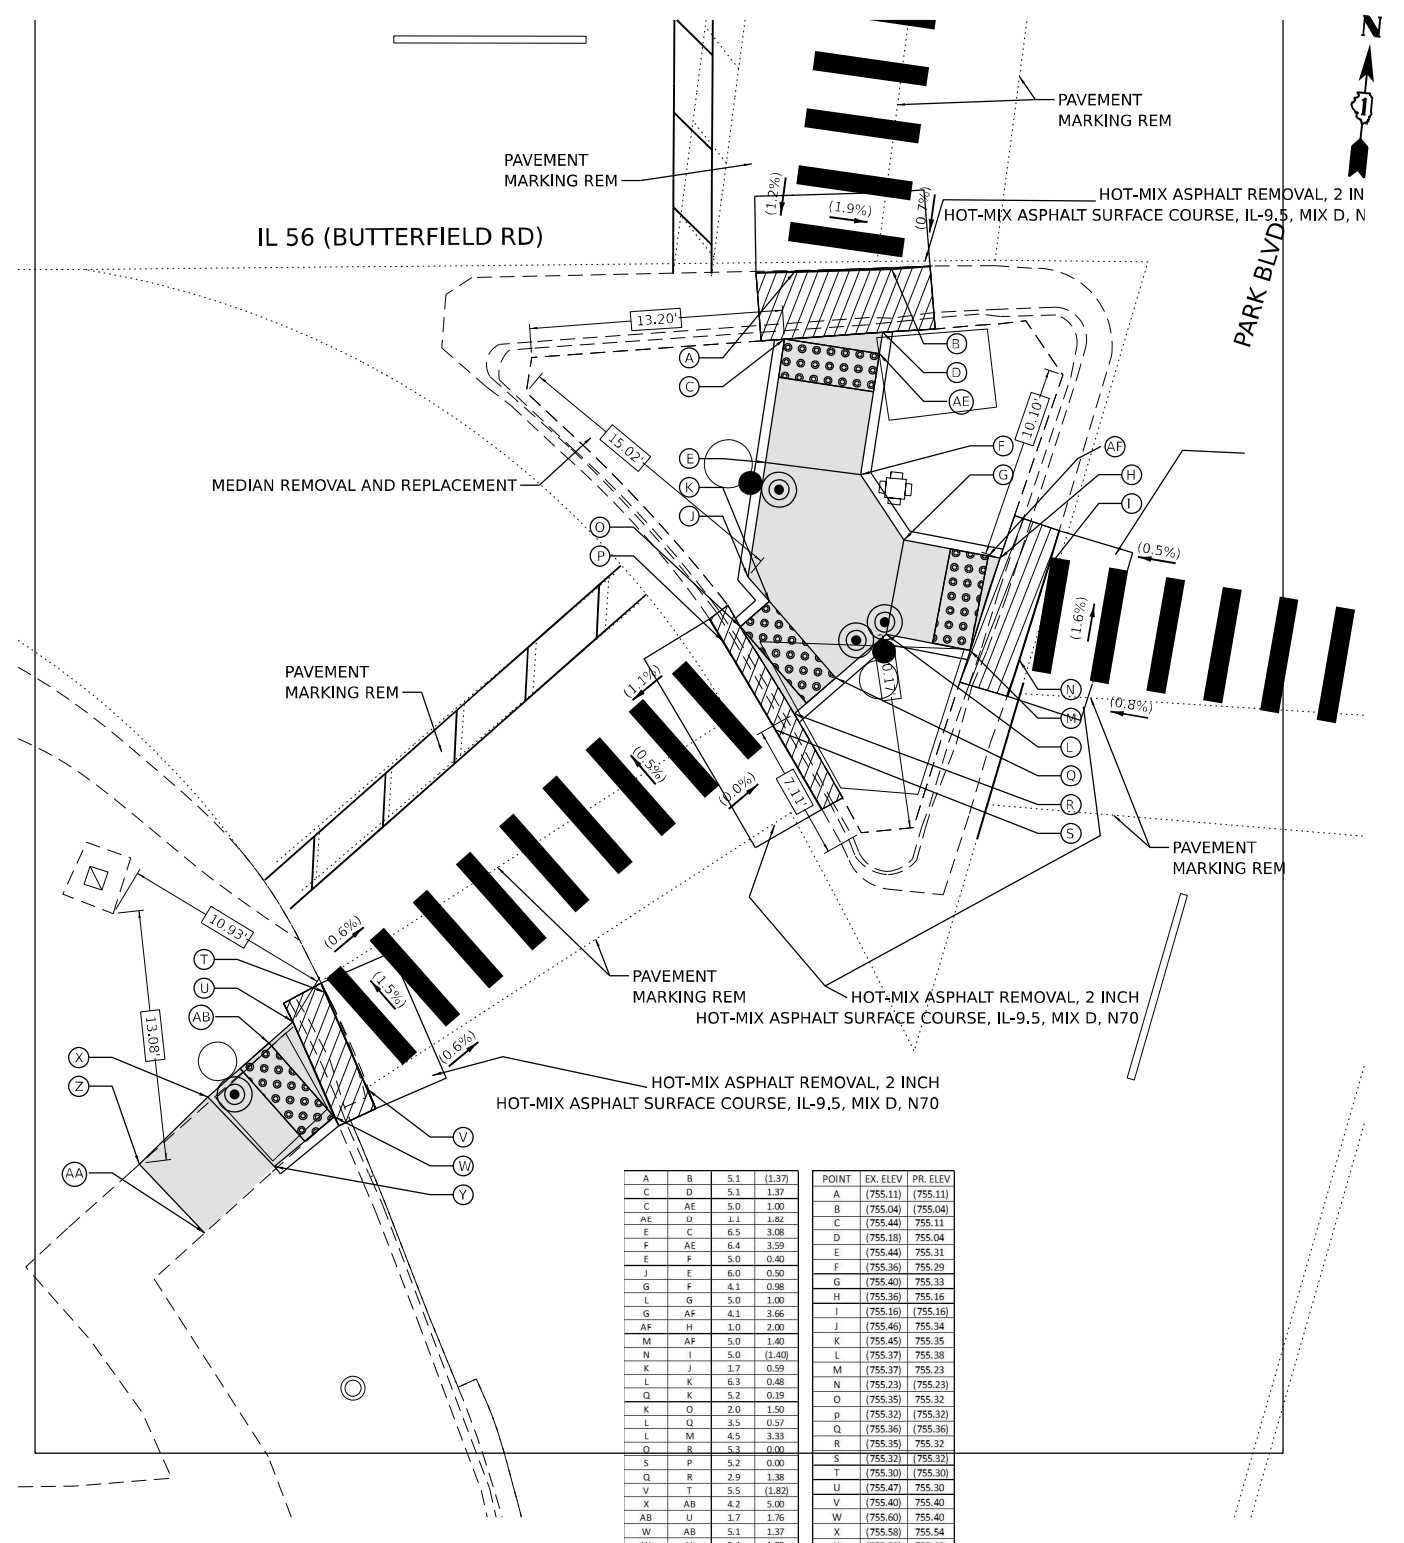 N
1
PAVEMENT
MARKING REM
PAVEMENT
MARKING REM
(1.2%)
(1.9%)
(0.7%)
HOT-MIX ASPHALT REMOVAL, 2 IN
HOT-MIX ASPHALT SURFACE COURSE, IL-9.5, MIX D, N
IL 56 (BUTTERFIELD RD)
PARK BLVD
13.20'
A
B
C
D
AE
10.10'
15.02'
E
F
AF
K
G
H
MEDIAN REMOVAL AND REPLACEMENT
J
I
O
P
(0.5%)
(1.6%)
PAVEMENT
MARKING REM
(1.1%)
0.17'
N
(0.8%)
M
L
(0.5%)
(0.0%)
7.11'
Q
R
S
PAVEMENT
MARKING REM
10.93'
(0.6%)
T
U
AB
(1.5%)
PAVEMENT
MARKING REM
HOT-MIX ASPHALT REMOVAL, 2 INCH
HOT-MIX ASPHALT SURFACE COURSE, IL-9.5, MIX D, N70
13.08'
(0.6%)
X
Z
HOT-MIX ASPHALT REMOVAL, 2 INCH
HOT-MIX ASPHALT SURFACE COURSE, IL-9.5, MIX D, N70
V
W
AA
Y
A B 5.1 (1.37)
C D 5.1 1.37
C AE 5.0 1.00
AE D 1.1 1.82
E C 6.5 3.08
F AE 6.4 3.59
E F 5.0 0.40
J E 6.0 0.50
G F 4.1 0.98
L G 5.0 1.00
G AF 4.1 3.66
AF H 1.0 2.00
M AF 5.0 1.40
N I 5.0 (1.40)
K J 1.7 0.59
L K 6.3 0.48
Q K 5.2 0.19
K O 2.0 1.50
L Q 3.5 0.57
L M 4.5 3.33
O R 5.3 0.00
S P 5.2 0.00
Q R 2.9 1.38
V T 5.5 (1.82)
X AB 4.2 5.00
AB U 1.7 1.76
W AB 5.1 1.37
POINT EX. ELEV PR. ELEV
A (755.11) (755.11)
B (755.04) (755.04)
C (755.44) 755.11
D (755.18) 755.04
E (755.44) 755.31
F (755.36) 755.29
G (755.40) 755.33
H (755.36) 755.16
I (755.16) (755.16)
J (755.46) 755.34
K (755.45) 755.35
L (755.37) 755.38
M (755.37) 755.23
N (755.23) (755.23)
O (755.35) 755.32
p (755.32) (755.32)
Q (755.36) (755.36)
R (755.35) 755.32
S (755.32) (755.32)
T (755.30) (755.30)
U (755.47) 755.30
V (755.40) 755.40
W (755.60) 755.40
X (755.58) 755.54